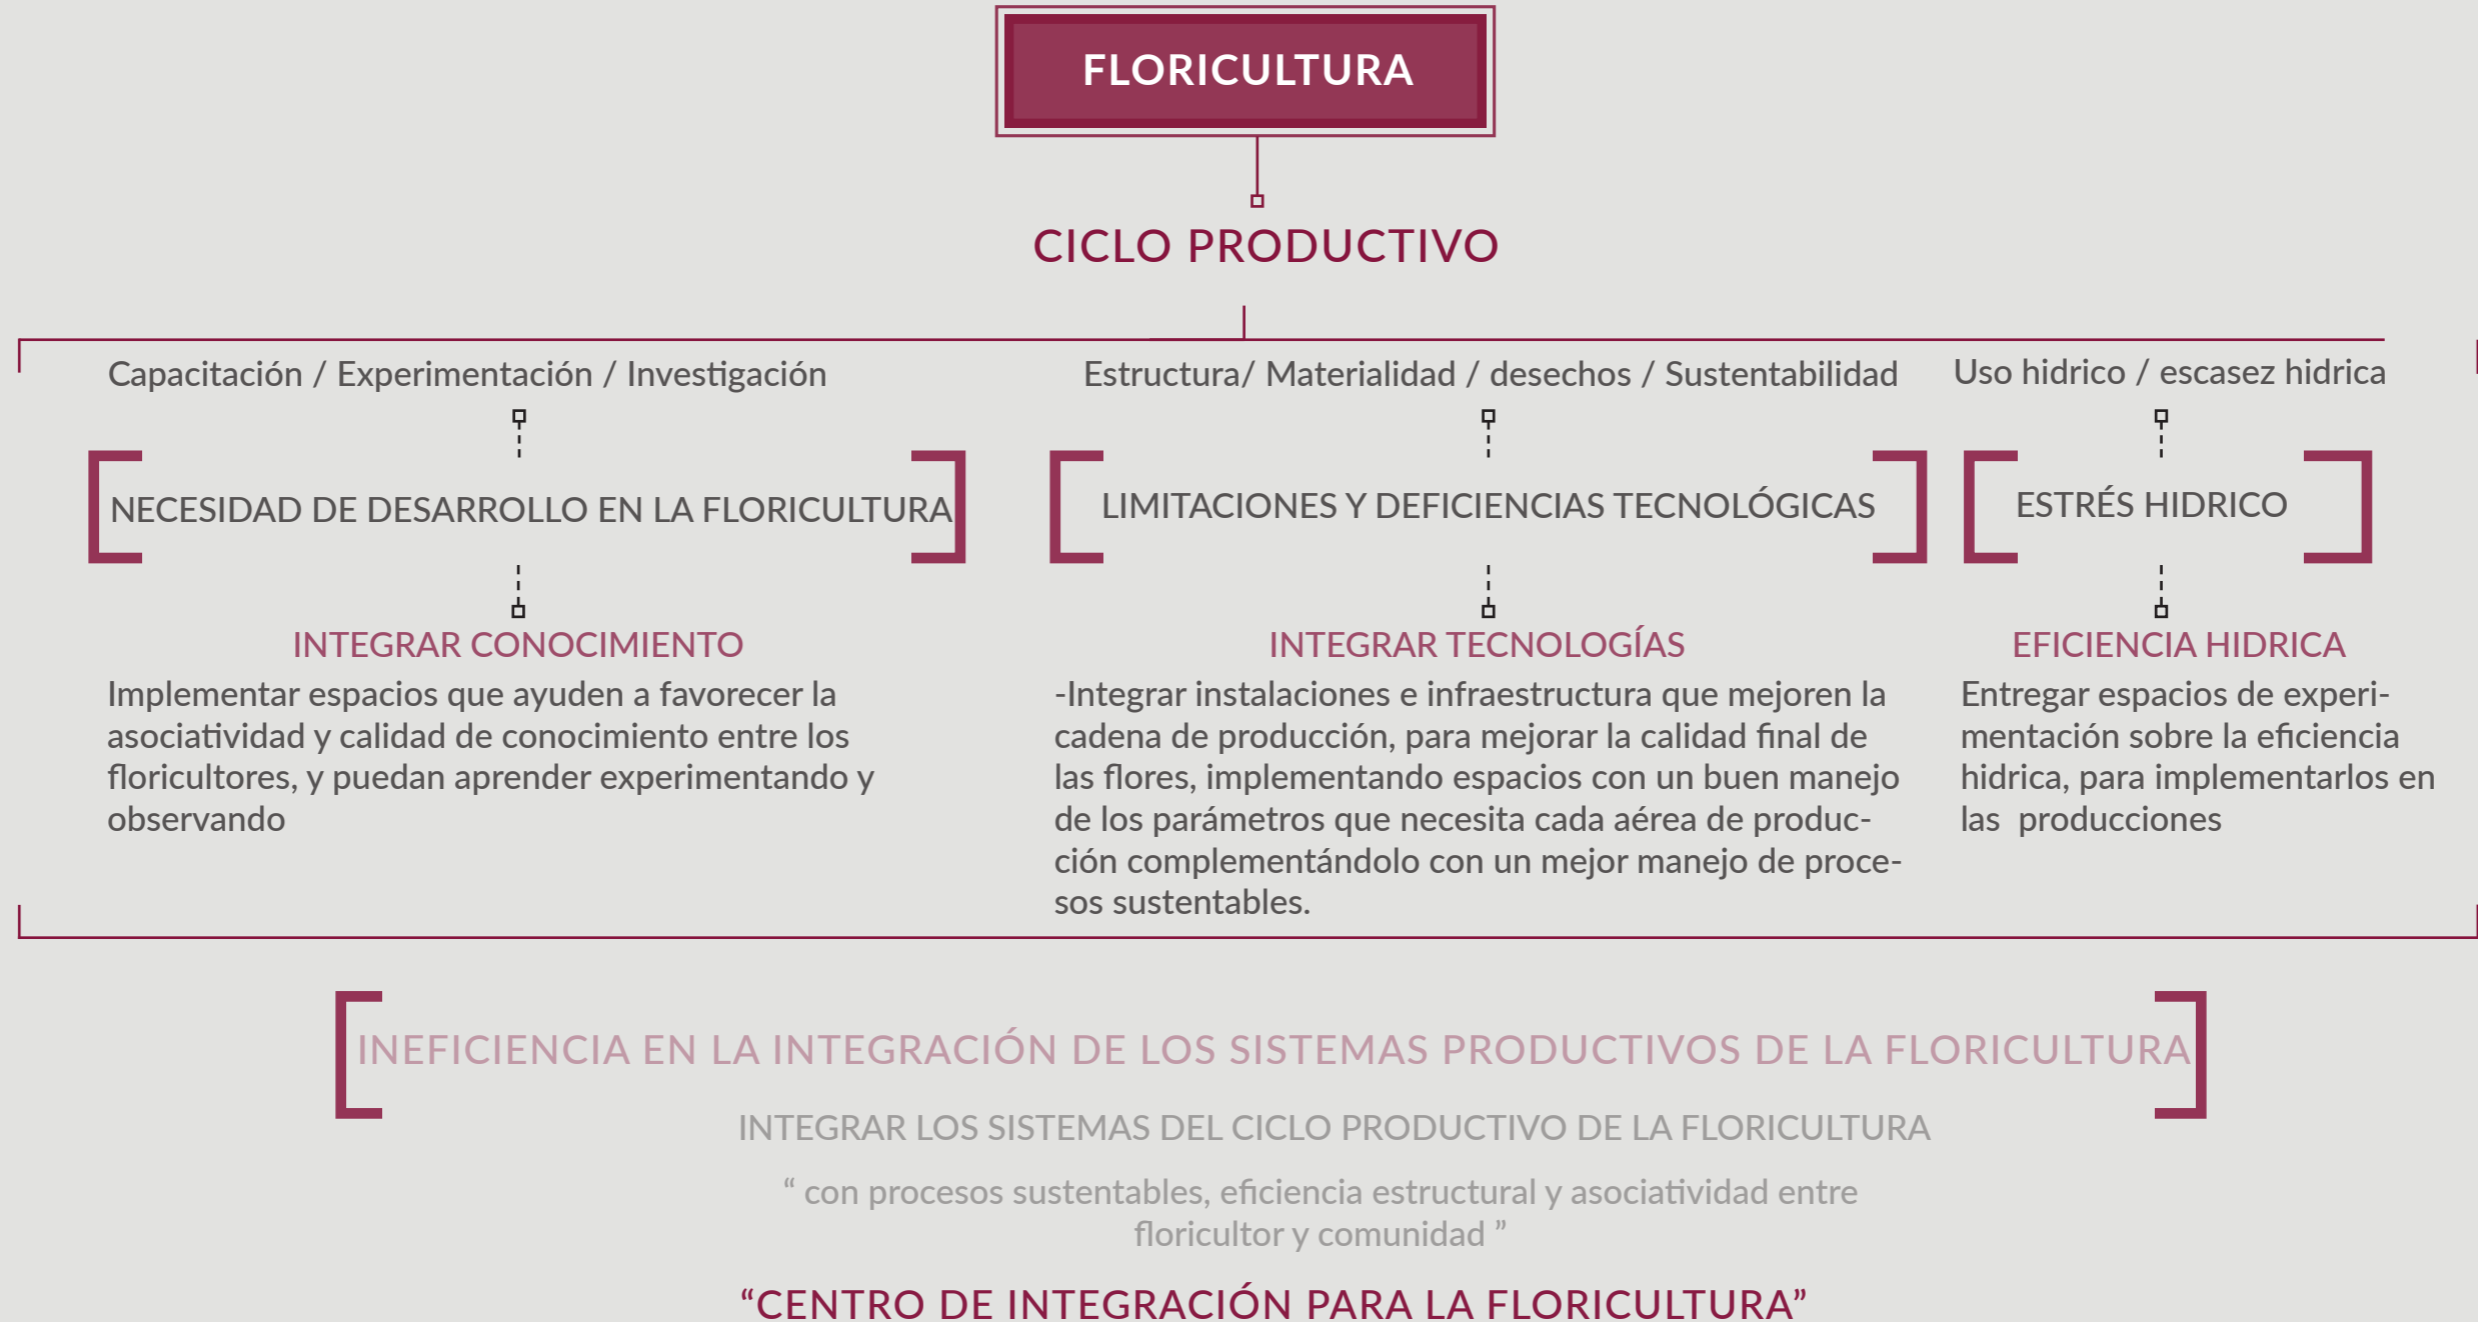 FLORICULTURA
CICLO PRODUCTIVO
Capacitación / Experimentación / Investigación
NECESIDAD DE DESARROLLO EN LA FLORICULTURA
INTEGRAR CONOCIMIENTO
Implementar espacios que ayuden a favorecer la
asociatividad y calidad de conocimiento entre los
floricultores, y puedan aprender experimentando y
observando
Estructura/ Materialidad / desechos / Sustentabilidad
LIMITACIONES Y DEFICIENCIAS TECNOLÓGICAS
INTEGRAR TECNOLOGÍAS
-Integrar instalaciones e infraestructura que mejoren la
cadena de producción, para mejorar la calidad final de
las flores, implementando espacios con un buen manejo
de los parámetros que necesita cada aérea de produc-
ción complementándolo con un mejor manejo de proce-
sos sustentables.
Uso hidrico / escasez hidrica
ESTRÉS HIDRICO
EFICIENCIA HIDRICA
Entregar espacios de experi-
mentación sobre la eficiencia
hidrica, para implementarlos en
las producciones
INEFICIENCIA EN LA INTEGRACIÓN DE LOS SISTEMAS PRODUCTIVOS DE LA FLORICULTURA
INTEGRAR LOS SISTEMAS DEL CICLO PRODUCTIVO DE LA FLORICULTURA
“ con procesos sustentables, eficiencia estructural y asociatividad entre
floricultor y comunidad ”
“CENTRO DE INTEGRACIÓN PARA LA FLORICULTURA”